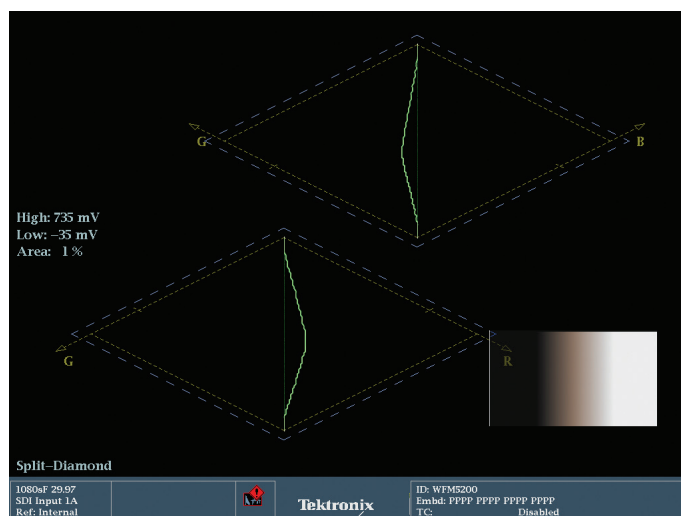 G
B
High: 735 mV
Low: −35 mV
Area: 1 %
G
R
Split−Diamond
1080sF 29.97
SDI Input 1A
Ref: Internal
Tektronix
ID: WFM5200
Embd: PPPP PPPP PPPP PPPP
TC: Disabled